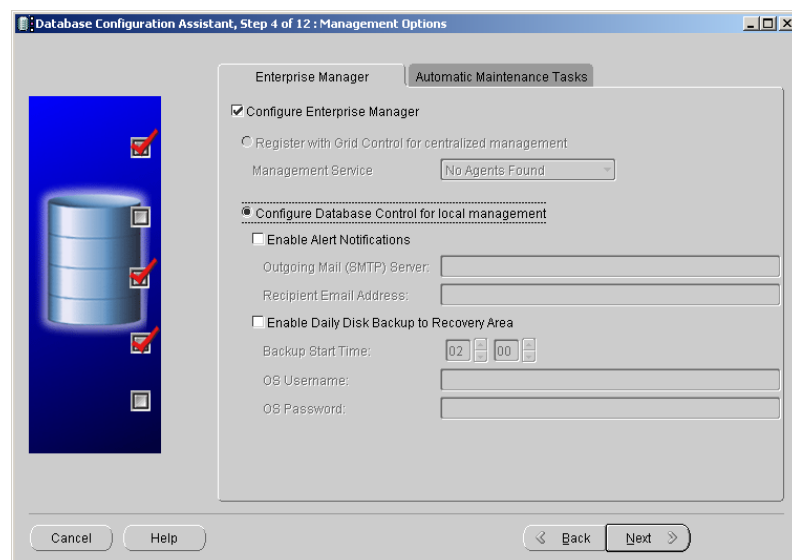 Database Configuration Assistant, Step 4 of 12 : Management Options
Enterprise Manager
Automatic Maintenance Tasks
Configure Enterprise Manager
Register with Grid Control for centralized management
Management Service
No Agents Found
Configure Database Control for local management
Enable Alert Notifications
Outgoing Mail (SMTP) Server:
Recipient Email Address:
Enable Daily Disk Backup to Recovery Area
Backup Start Time:
02
00
OS Username:
OS Password:
Cancel
Help
Back
Next